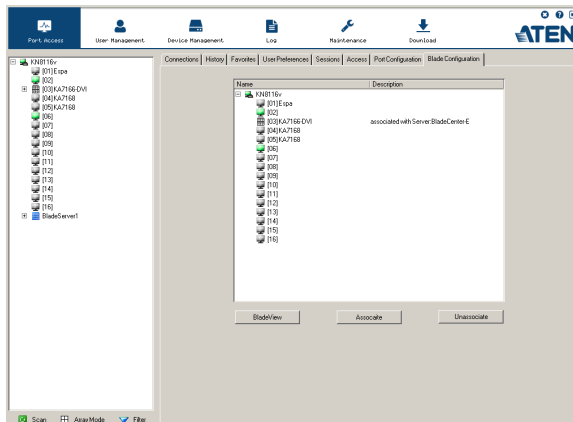 Port Access
User Management
Device Management
Log
Maintenance
Download
ATEN
KN8116v
[01]Espa
[02]
[03]KA7166-DVI
[04]KA7168
[05]KA7168
[06]
[07]
[08]
[09]
[10]
[11]
[12]
[13]
[14]
[15]
[16]
BladeServer1
Scan
Array Mode
Filter
Connections
History
Favorites
User Preferences
Sessions
Access
Port Configuration
Blade Configuration
Name Description
KN8116v
[01]Espa
[02]
[03]KA7166-DVI associated with Server:BladeCenter-E
[04]KA7168
[05]KA7168
[06]
[07]
[08]
[09]
[10]
[11]
[12]
[13]
[14]
[15]
[16]
BladeView
Assocaite
Unassociate